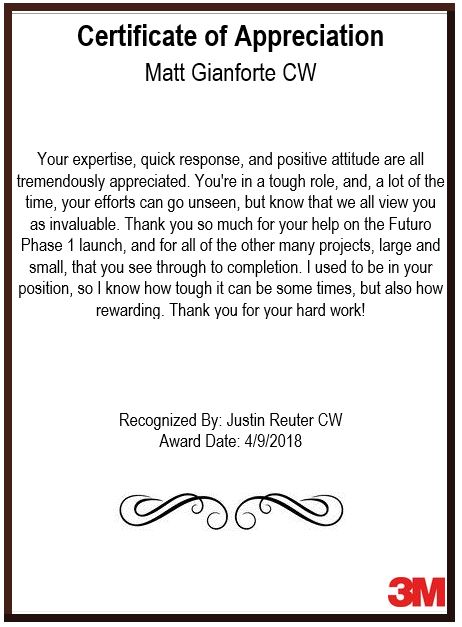 Certificate of Appreciation
Matt Gianforte CW
Your expertise, quick response, and positive attitude are all
tremendously appreciated. You're in a tough role, and, a lot of the
time, your efforts can go unseen, but know that we all view you
as invaluable. Thank you so much for your help on the Futuro
Phase 1 launch, and for all of the other many projects, large and
small, that you see through to completion. I used to be in your
position, so I know how tough it can be some times, but also how
rewarding. Thank you for your hard work!
Recognized By: Justin Reuter CW
Award Date: 4/9/2018
3M